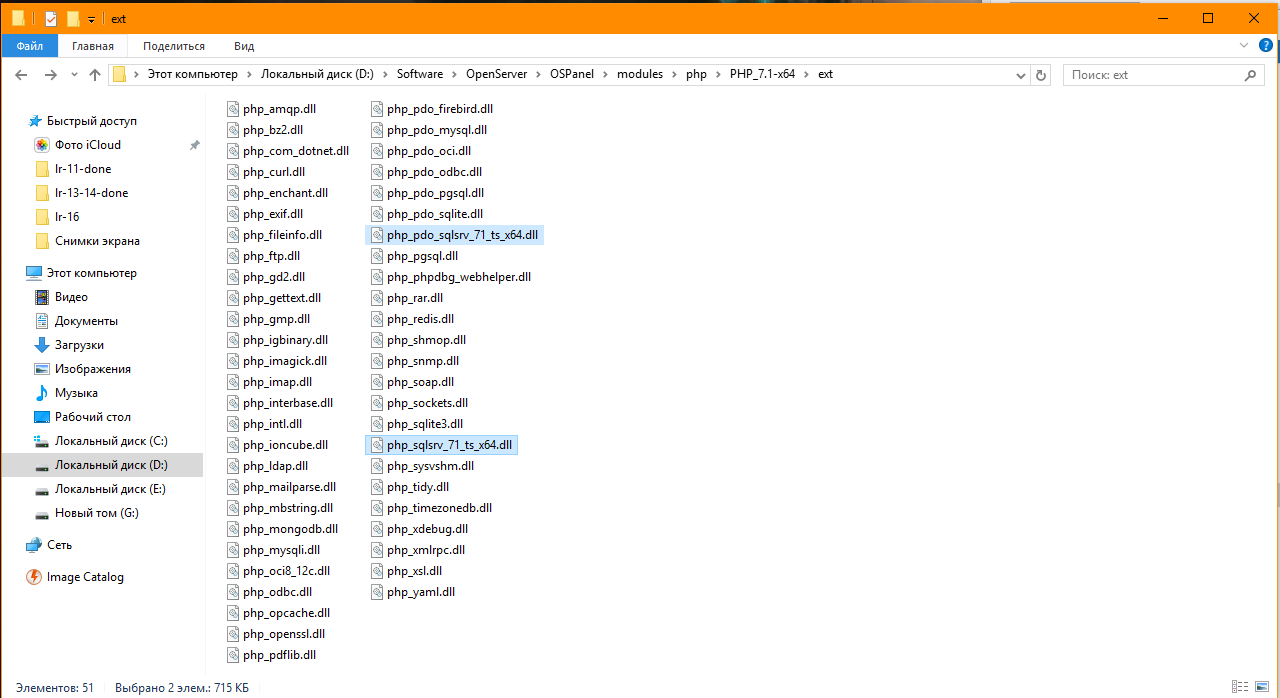 ext
Файл Главная Поделиться Вид
Этот компьютер Локальный диск (D:) Software OpenServer OSPanel modules php PHP_7.1-x64 ext
Поиск: ext
Быстрый доступ
Фото iCloud
lr-11-done
lr-13-14-done
lr-16
Снимки экрана
Этот компьютер
Видео
Документы
Загрузки
Изображения
Музыка
Рабочий стол
Локальный диск (C:)
Локальный диск (D:)
Локальный диск (E:)
Новый том (G:)
Сеть
Image Catalog
php_amqp.dll
php_bz2.dll
php_com_dotnet.dll
php_curl.dll
php_enchant.dll
php_exif.dll
php_fileinfo.dll
php_ftp.dll
php_gd2.dll
php_gettext.dll
php_gmp.dll
php_igbinary.dll
php_imagick.dll
php_imap.dll
php_interbase.dll
php_intl.dll
php_ioncube.dll
php_ldap.dll
php_mailparse.dll
php_mbstring.dll
php_mongodb.dll
php_mysqli.dll
php_oci8_12c.dll
php_odbc.dll
php_opcache.dll
php_openssl.dll
php_pdflib.dll
php_pdo_firebird.dll
php_pdo_mysql.dll
php_pdo_oci.dll
php_pdo_odbc.dll
php_pdo_pgsql.dll
php_pdo_sqlite.dll
php_pdo_sqlsrv_71_ts_x64.dll
php_pgsql.dll
php_phpdbg_webhelper.dll
php_rar.dll
php_redis.dll
php_shmop.dll
php_snmp.dll
php_soap.dll
php_sockets.dll
php_sqlite3.dll
php_sqlsrv_71_ts_x64.dll
php_sysvshm.dll
php_tidy.dll
php_timezonedb.dll
php_xdebug.dll
php_xmlrpc.dll
php_xsl.dll
php_yaml.dll
Элементов: 51 Выбрано 2 элем.: 715 КБ